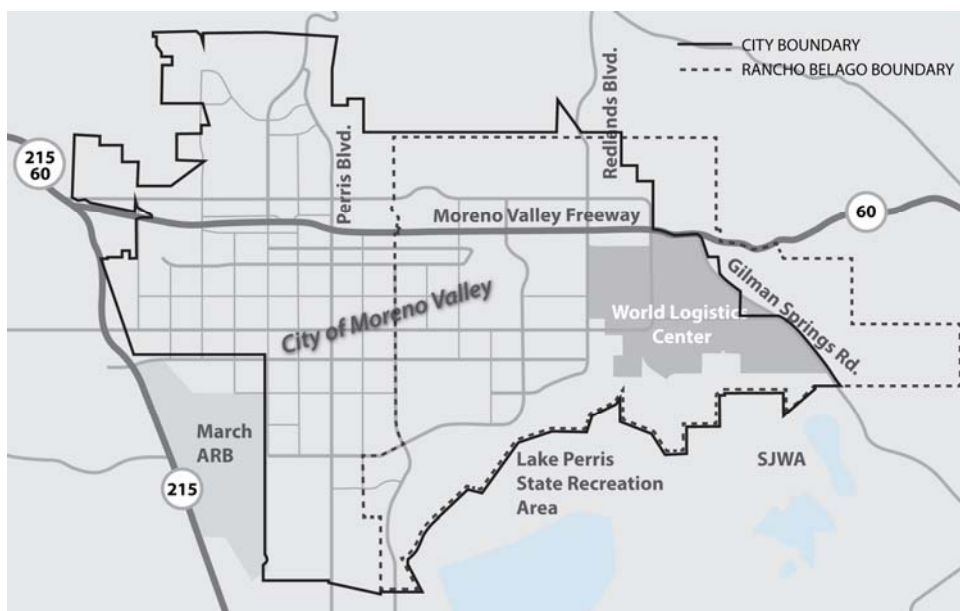 CITY BOUNDARY
RANCHO BELAGO BOUNDARY
Redlands Blvd.
Perris Blvd.
215
60
Moreno Valley Freeway
60
Gilman Springs Rd.
City of Moreno Valley
World Logistics
Center
March
ARB
Lake Perris
State Recreation
Area
SJWA
215